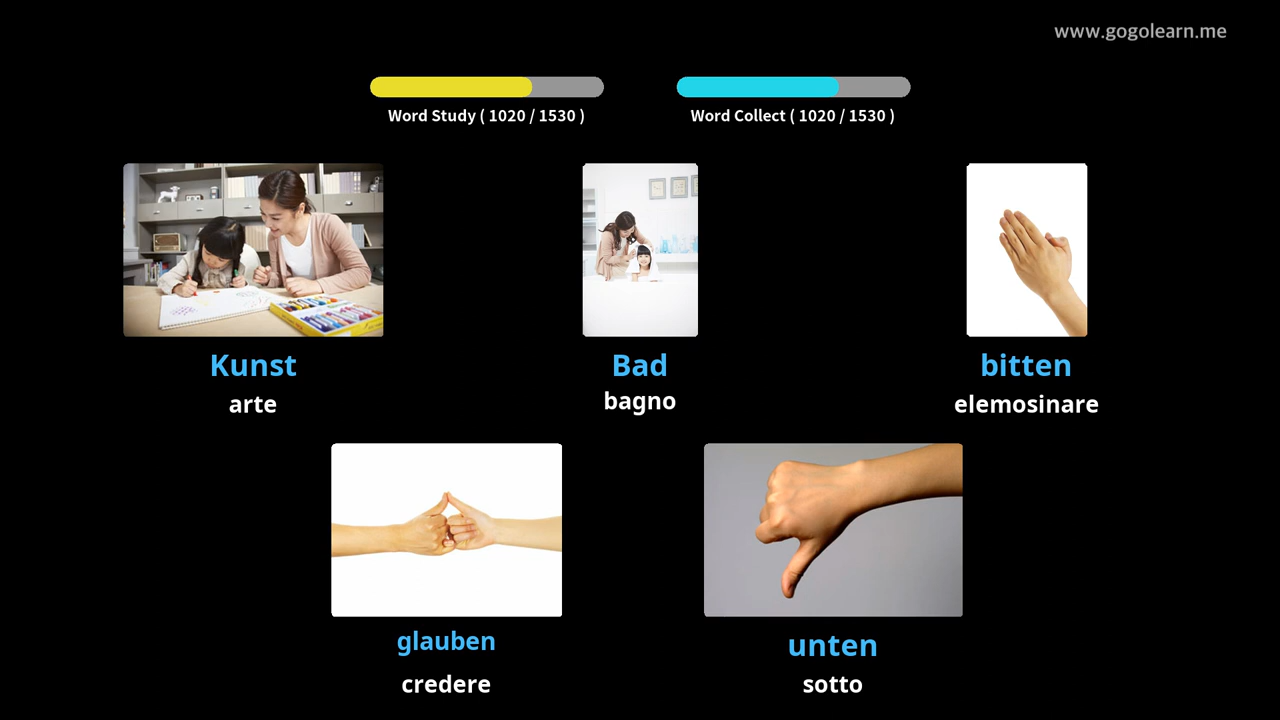 www.gogolearn.me
Word Study ( 1020 / 1530 )
Word Collect ( 1020 / 1530 )
Kunst
arte
Bad
bagno
bitten
elemosinare
glauben
credere
unten
sotto